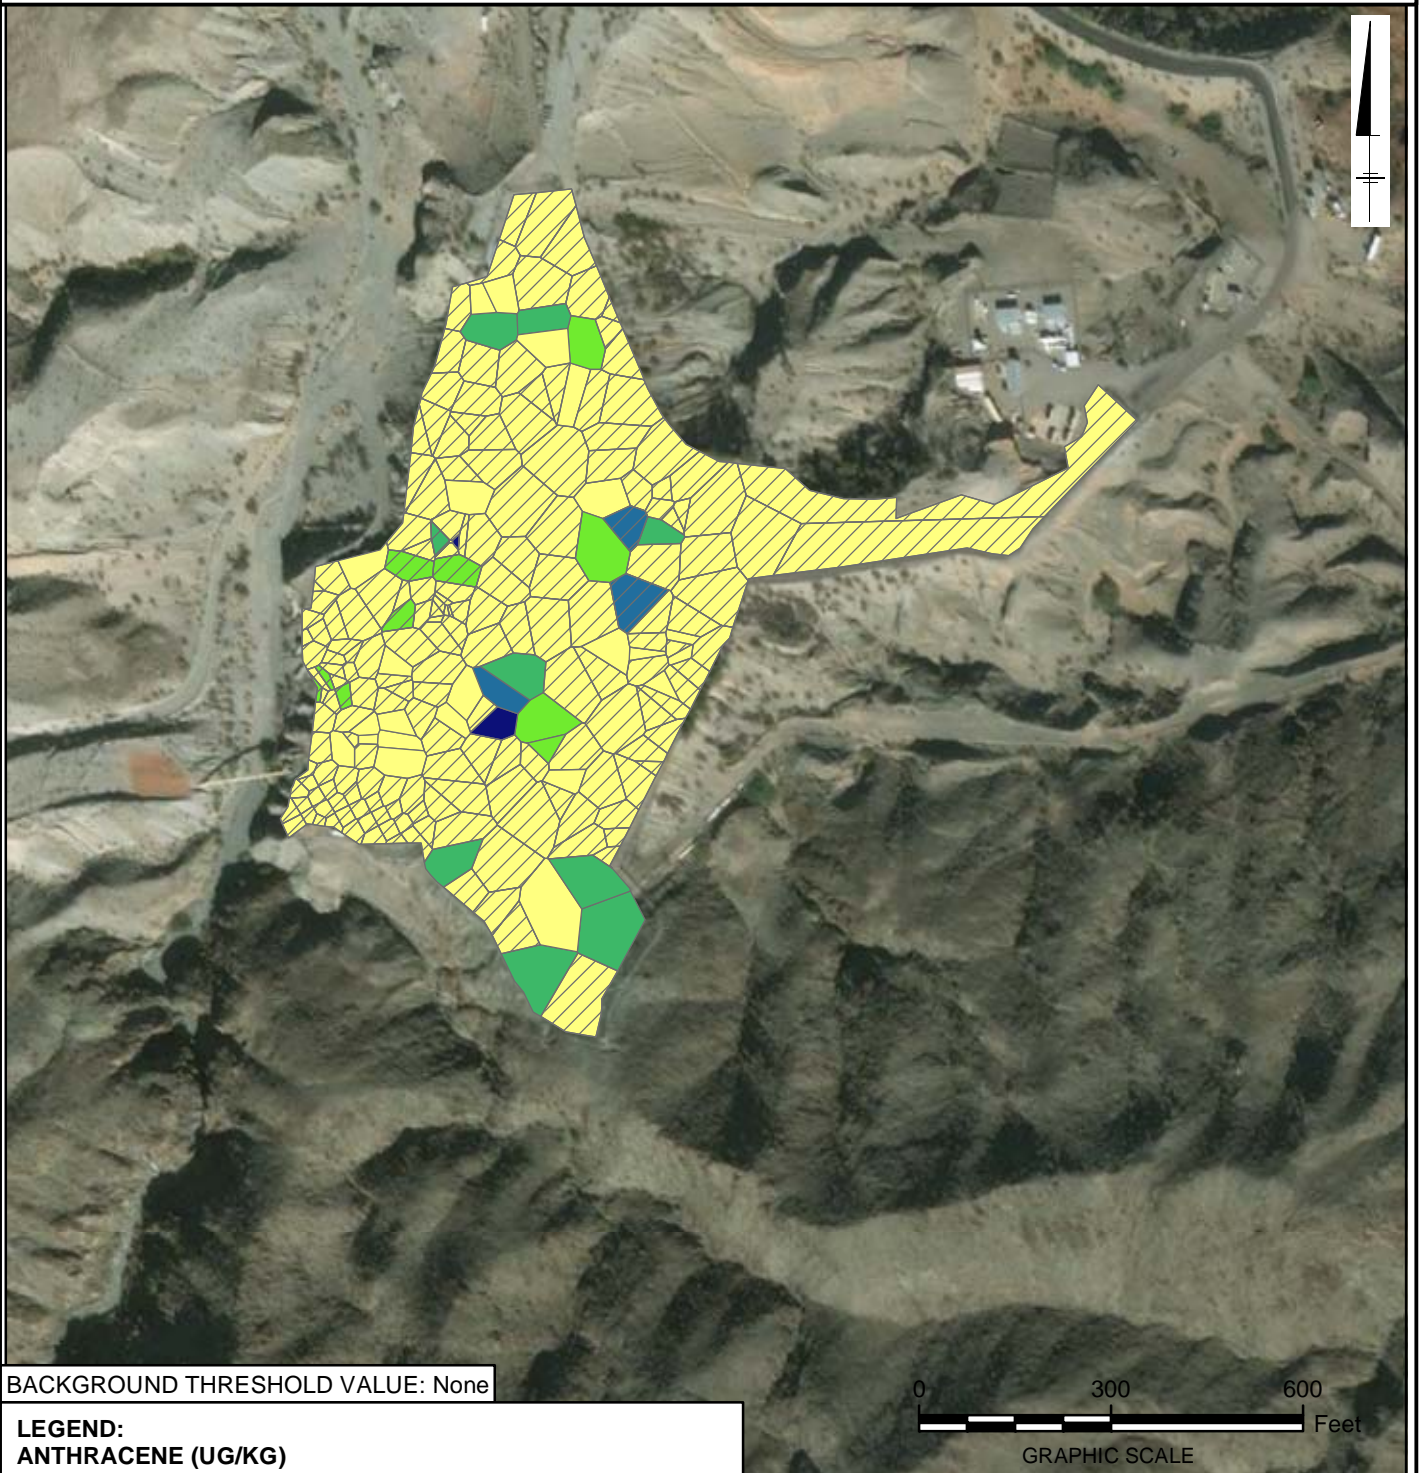 BACKGROUND THRESHOLD VALUE: None
LEGEND:
ANTHRACENE (UG/KG)
0 300 600
Feet
GRAPHIC SCALE